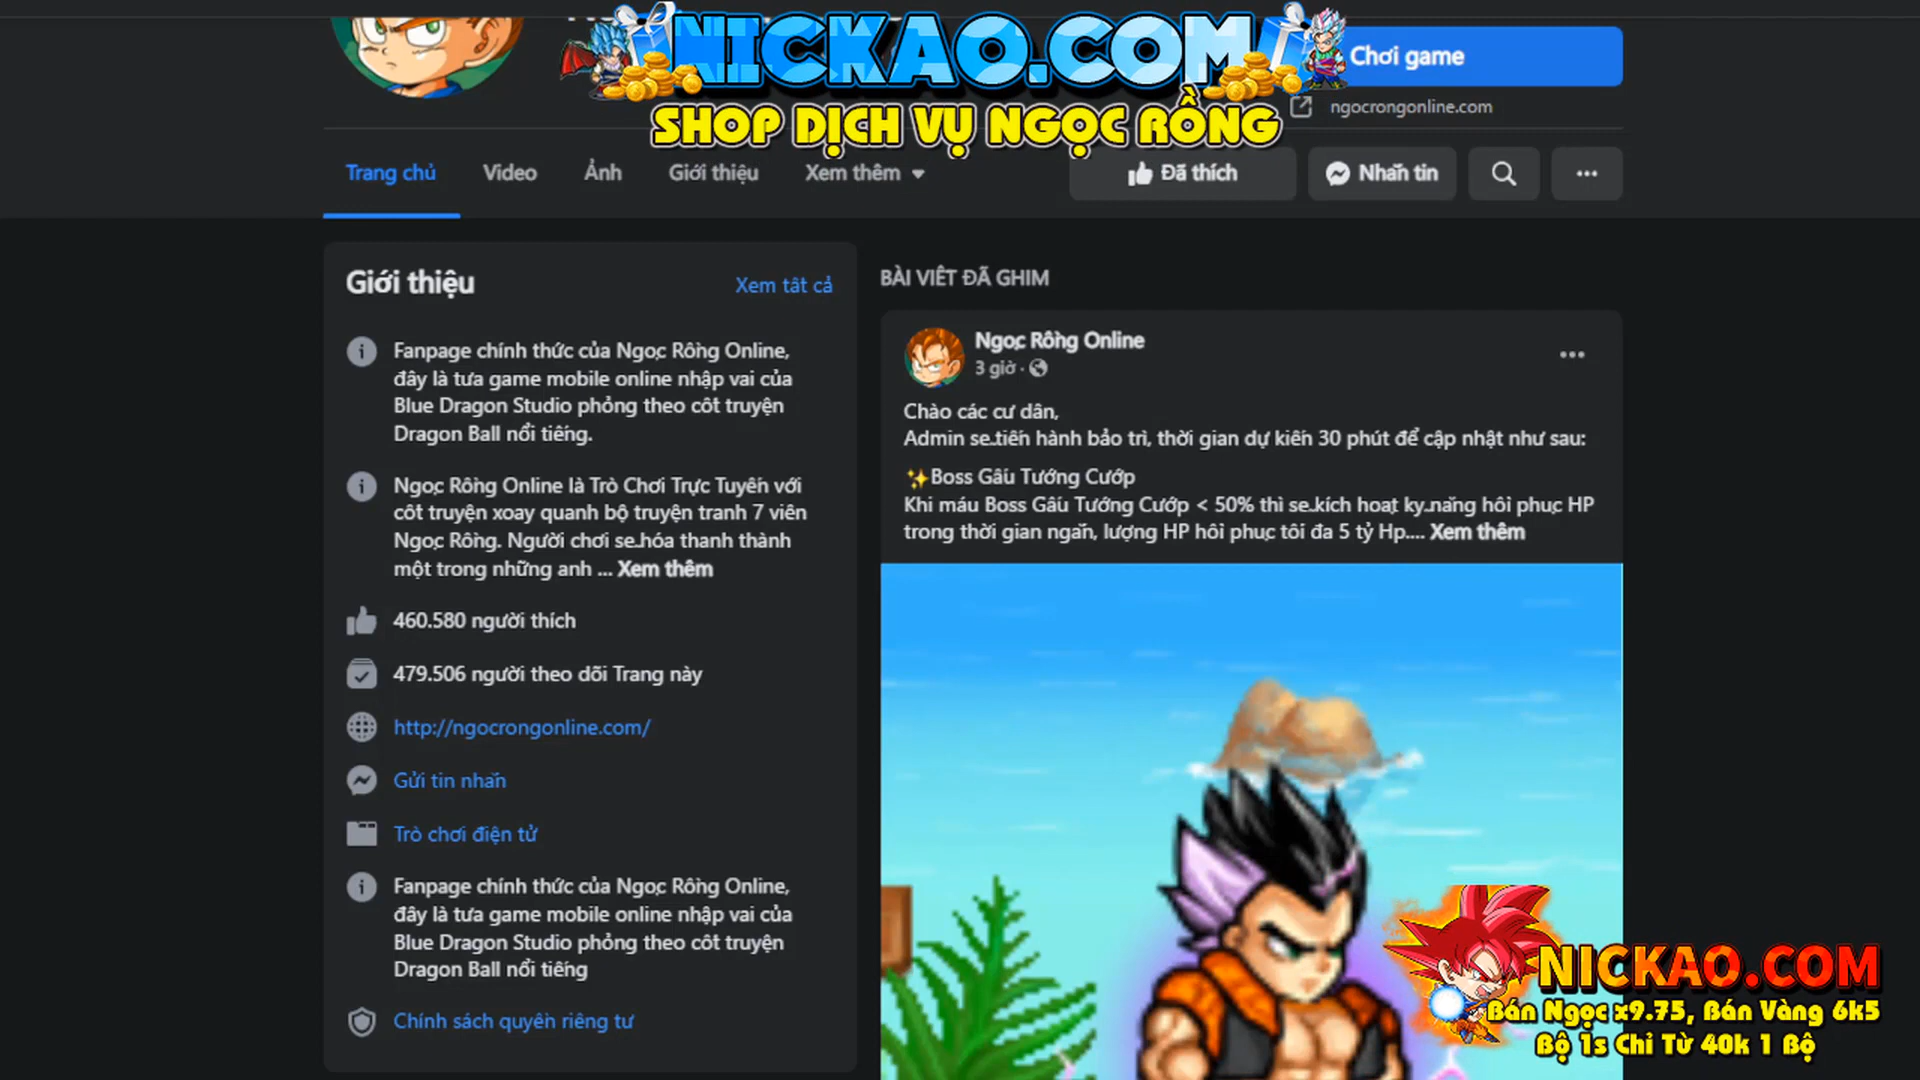 NICKAO.COM
SHOP DỊCH VỤ NGỌC RỒNG
Chơi game
ngocrongonline.com
Trang chủ
Video
Ảnh
Giới thiệu
Xem thêm
Đã thích
Nhắn tin
Giới thiệu
Xem tất cả
Fanpage chính thức của Ngọc Rồng Online,
đây là tựa game mobile online nhập vai của
Blue Dragon Studio phỏng theo cốt truyện
Dragon Ball nổi tiếng.
Ngọc Rồng Online là Trò Chơi Trực Tuyến với
cốt truyện xoay quanh bộ truyện tranh 7 viên
Ngọc Rồng. Người chơi sẽ hóa thanh thành
một trong những anh ... Xem thêm
460.580 người thích
479.506 người theo dõi Trang này
http://ngocrongonline.com/
Gửi tin nhắn
Trò chơi điện tử
Fanpage chính thức của Ngọc Rồng Online,
đây là tựa game mobile online nhập vai của
Blue Dragon Studio phỏng theo cốt truyện
Dragon Ball nổi tiếng
Chính sách quyền riêng tư
BÀI VIẾT ĐÃ GHIM
Ngọc Rồng Online
3 giờ ·
Chào các cư dân,
Admin sẽ tiến hành bảo trì, thời gian dự kiến 30 phút để cập nhật như sau:
✨Boss Gấu Tướng Cướp
Khi máu Boss Gấu Tướng Cướp < 50% thì sẽ kích hoạt kỹ năng hồi phục HP
trong thời gian ngắn, lượng HP hồi phục tối đa 5 tỷ Hp.... Xem thêm
NICKAO.COM
Bán Ngọc x9.75, Bán Vàng 6k5
Bộ 1s Chỉ Từ 40k 1 Bộ